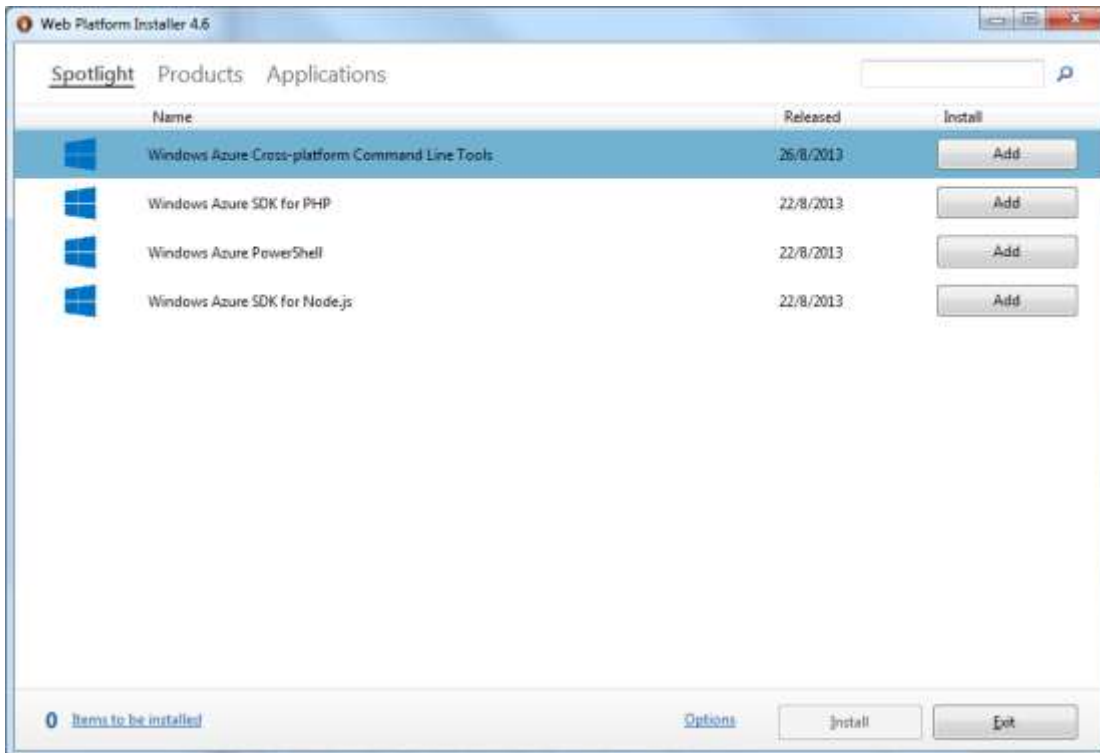 Web Platform Installer 4.6
Spotlight Products Applications
Name Released Install
Windows Azure Cross-platform Command Line Tools 26/8/2013 Add
Windows Azure SDK for PHP 22/8/2013 Add
Windows Azure PowerShell 22/8/2013 Add
Windows Azure SDK for Node.js 22/8/2013 Add
0 Items to be installed Options Install Exit